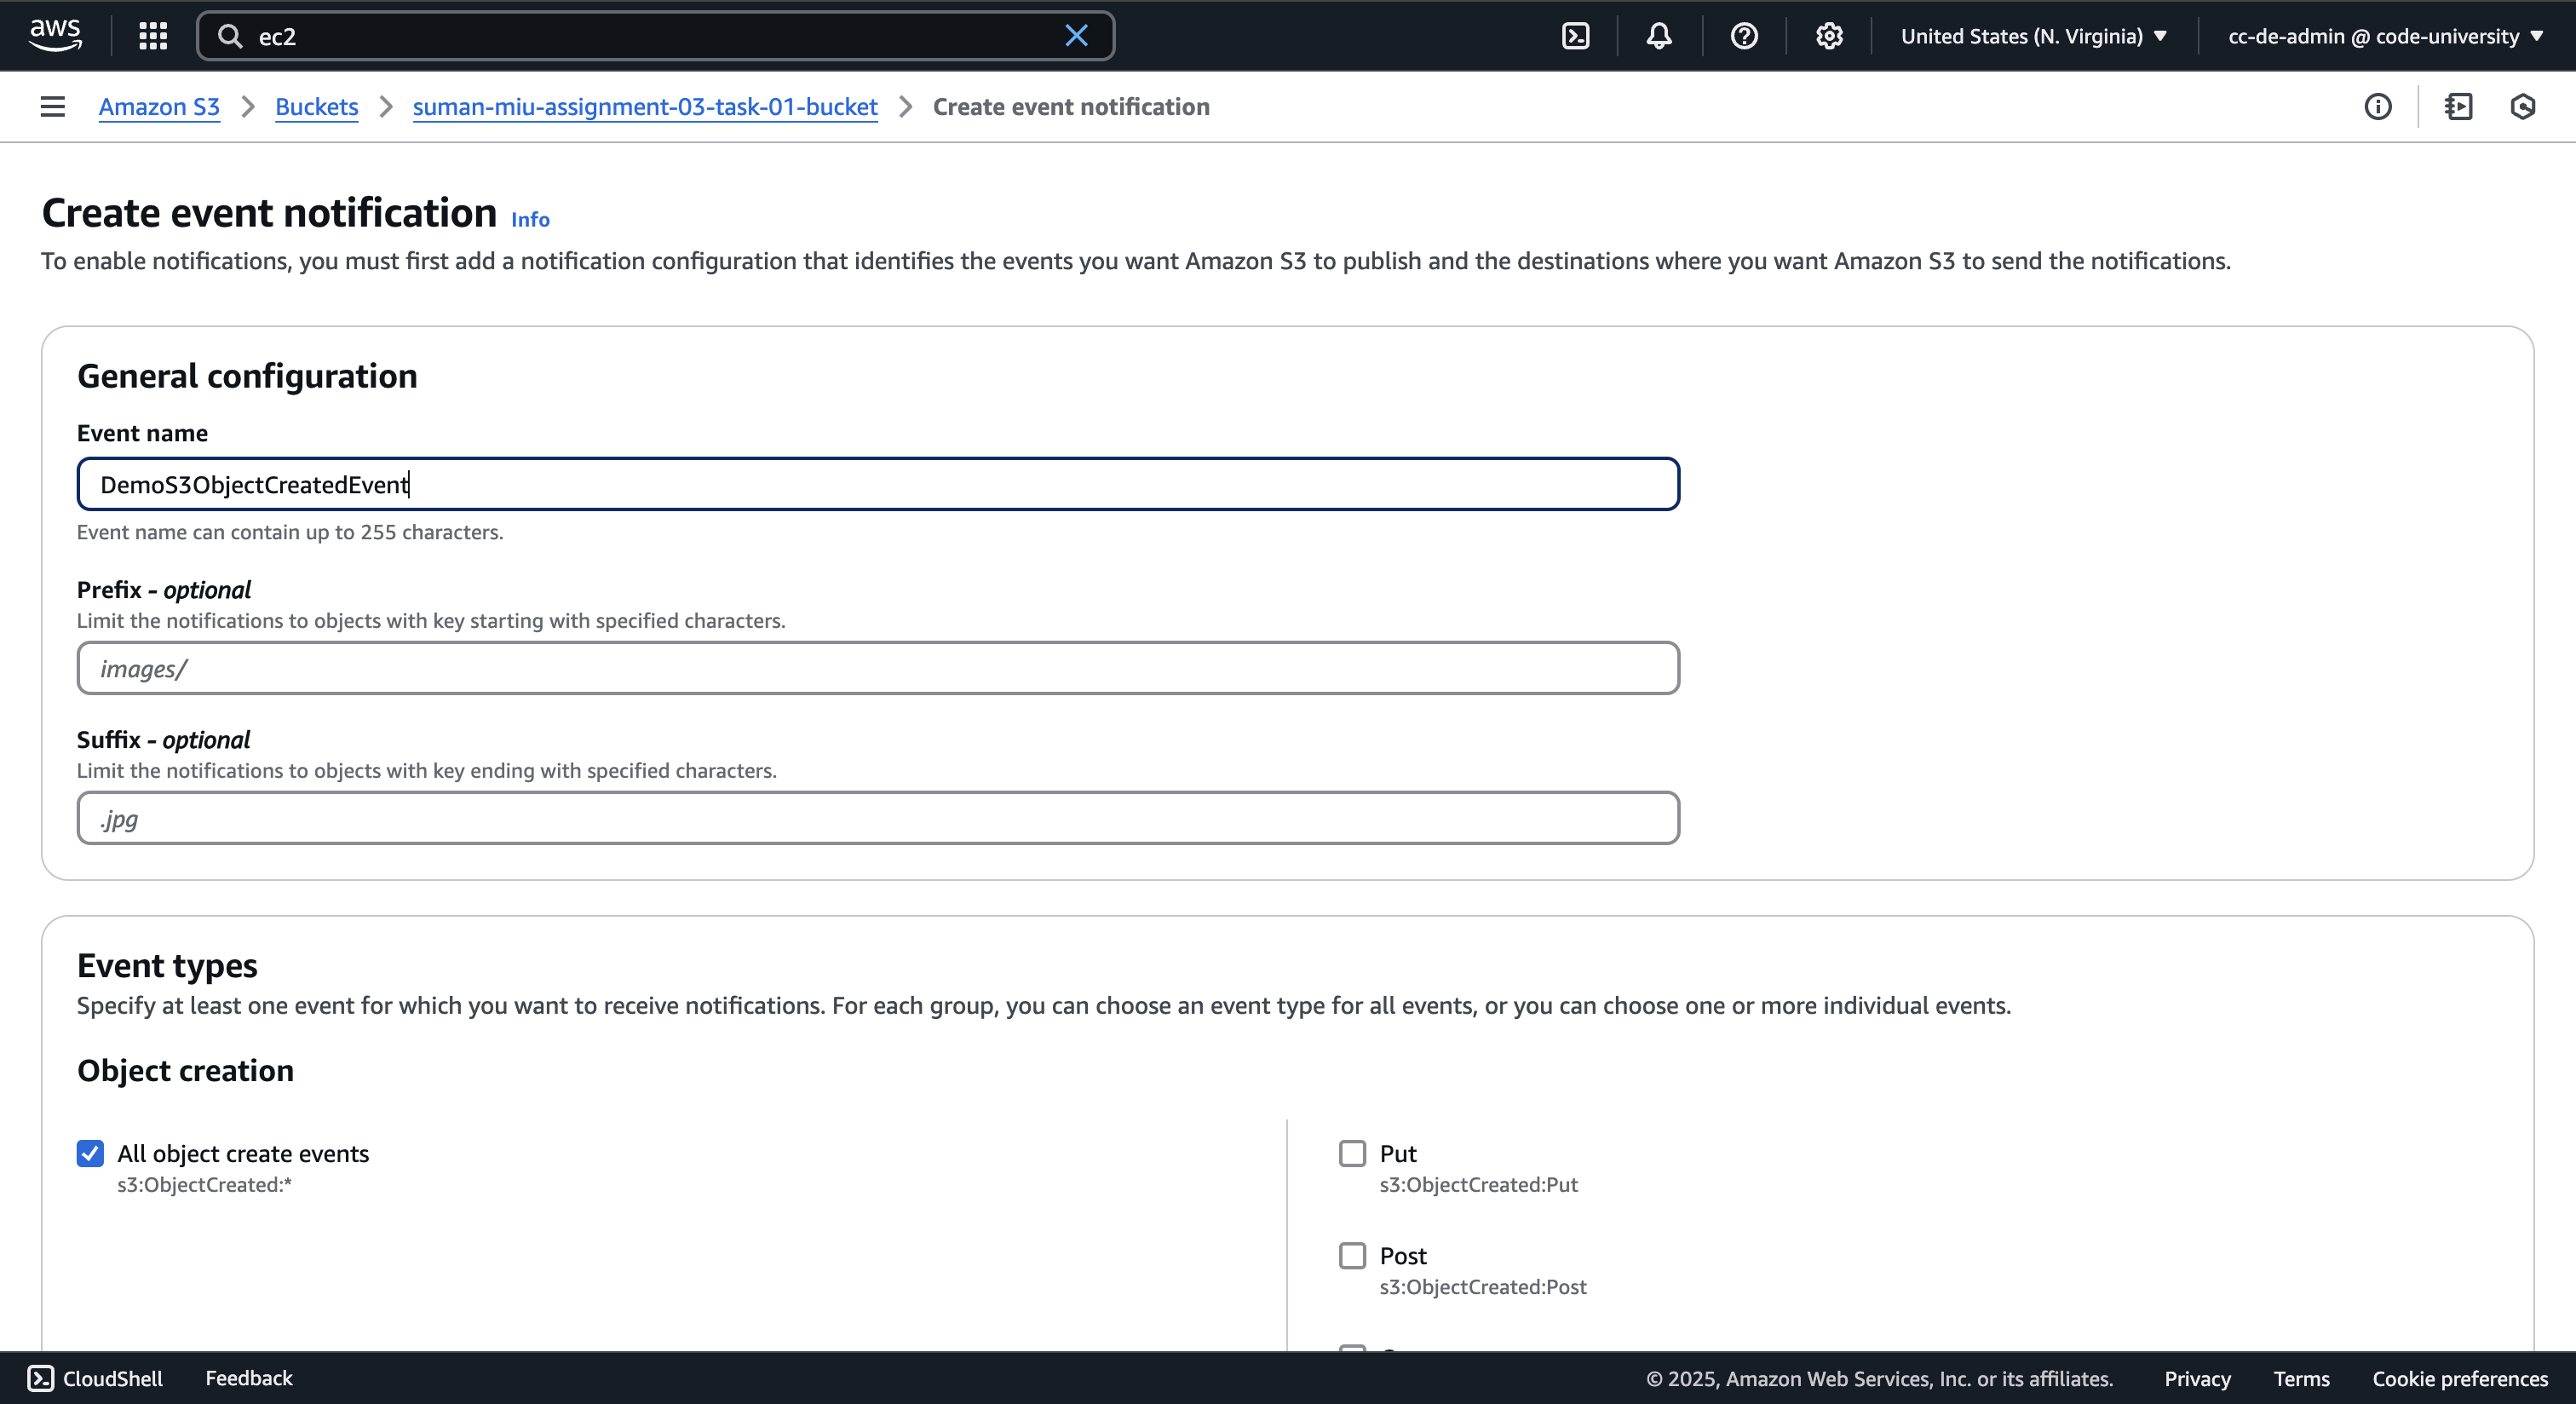 aws
ec2
United States (N. Virginia)
cc-de-admin @ code-university
Amazon S3
Buckets
suman-miu-assignment-03-task-01-bucket
Create event notification
Create event notification Info
To enable notifications, you must first add a notification configuration that identifies the events you want Amazon S3 to publish and the destinations where you want Amazon S3 to send the notifications.
General configuration
Event name
DemoS3ObjectCreatedEvent
Event name can contain up to 255 characters.
Prefix - optional
Limit the notifications to objects with key starting with specified characters.
images/
Suffix - optional
Limit the notifications to objects with key ending with specified characters.
.jpg
Event types
Specify at least one event for which you want to receive notifications. For each group, you can choose an event type for all events, or you can choose one or more individual events.
Object creation
All object create events
s3:ObjectCreated:*
Put
s3:ObjectCreated:Put
Post
s3:ObjectCreated:Post
CloudShell
Feedback
© 2025, Amazon Web Services, Inc. or its affiliates.
Privacy
Terms
Cookie preferences